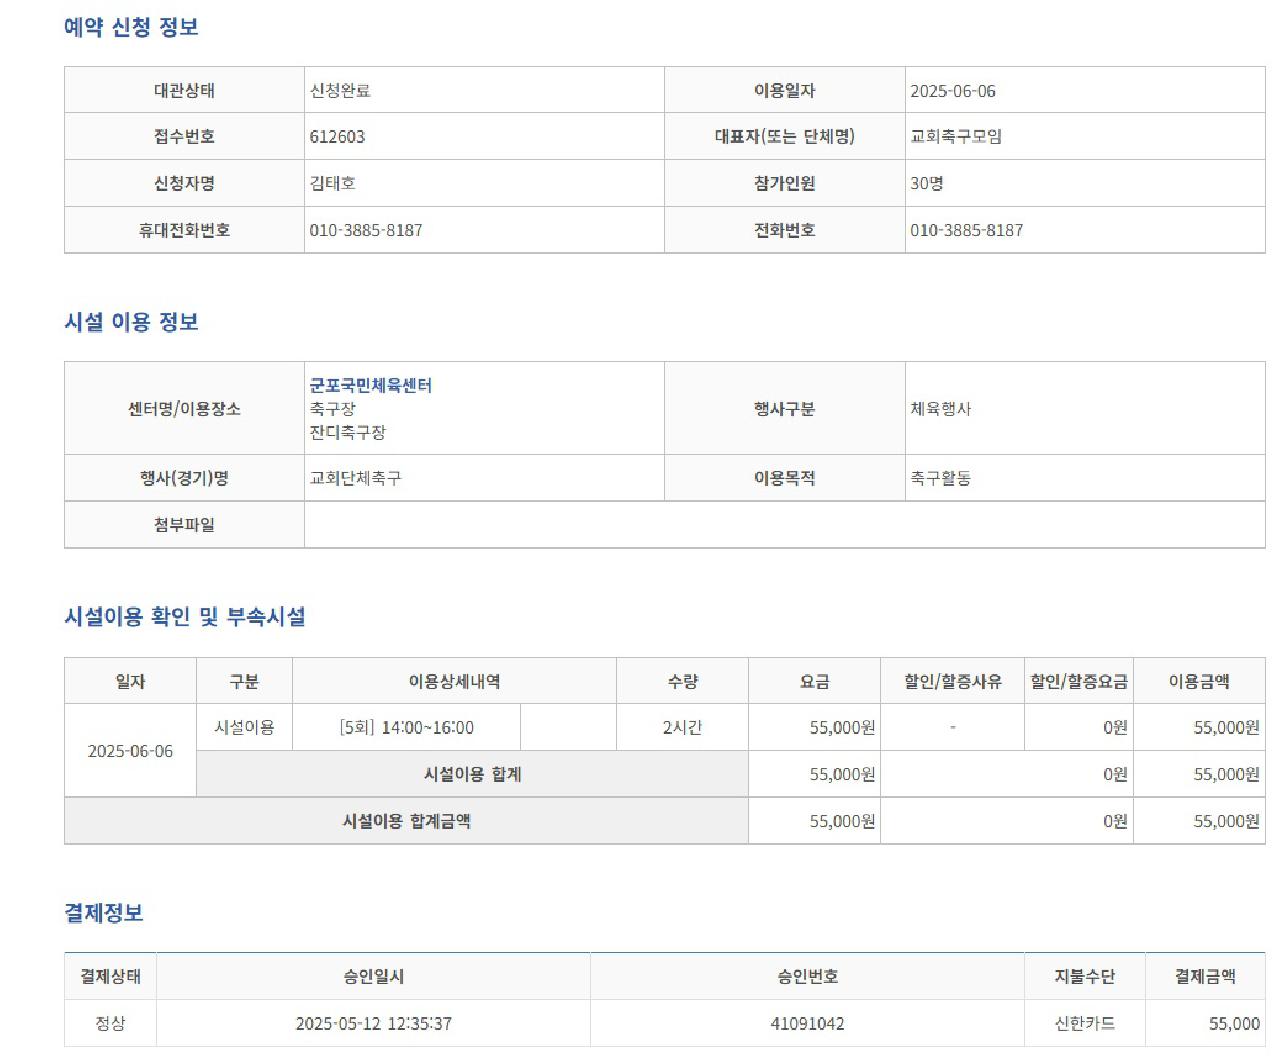 예약 신청 정보
대관상태 신청완료 이용일자 2025-06-06
접수번호 612603 대표자(또는 단체명) 교회축구모임
신청자명 김태호 참가인원 30명
휴대전화번호 010-3885-8187 전화번호 010-3885-8187
시설 이용 정보
센터명/이용장소 군포국민체육센터
축구장
잔디축구장
행사구분 체육행사
행사(경기)명 교회단체축구 이용목적 축구활동
첨부파일
시설이용 확인 및 부속시설
일자 구분 이용상세내역 수량 요금 할인/할증사유 할인/할증요금 이용금액
2025-06-06 시설이용 [5회] 14:00~16:00 2시간 55,000원 - 0원 55,000원
시설이용 합계 55,000원 0원 55,000원
시설이용 합계금액 55,000원 0원 55,000원
결제정보
결제상태 승인일시 승인번호 지불수단 결제금액
정상 2025-05-12 12:35:37 41091042 신한카드 55,000